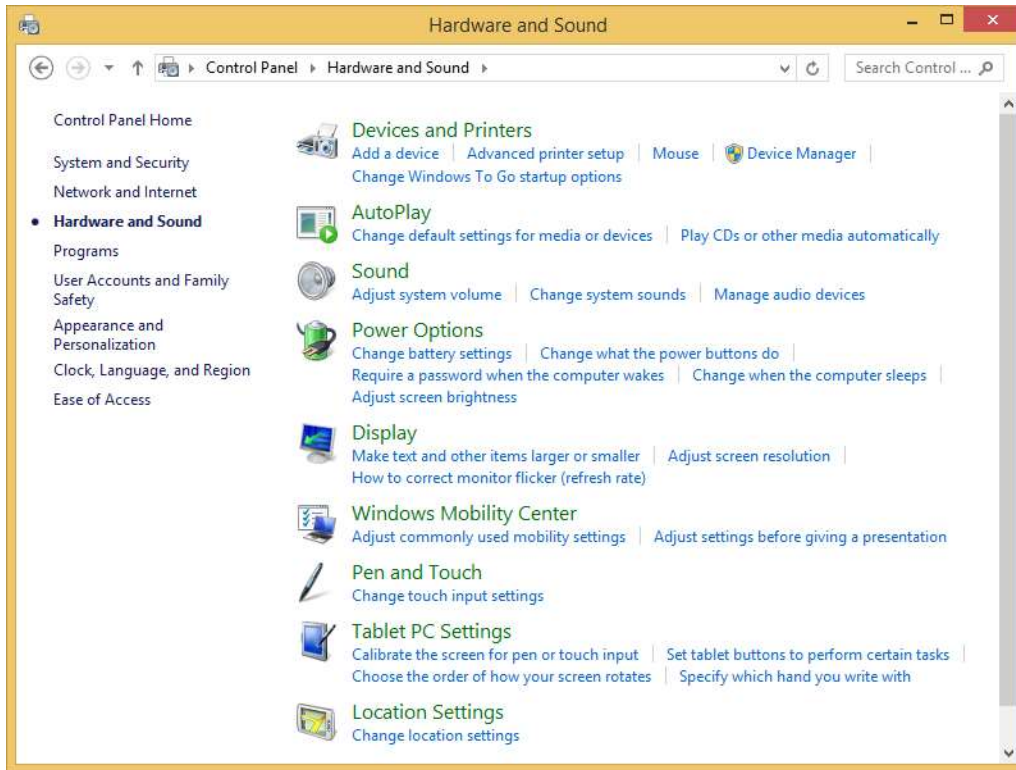 Hardware and Sound
Control Panel Hardware and Sound
Search Control ...
Control Panel Home
System and Security
Network and Internet
Hardware and Sound
Programs
User Accounts and Family
Safety
Appearance and
Personalization
Clock, Language, and Region
Ease of Access
Devices and Printers
Add a device Advanced printer setup Mouse Device Manager
Change Windows To Go startup options
AutoPlay
Change default settings for media or devices Play CDs or other media automatically
Sound
Adjust system volume Change system sounds Manage audio devices
Power Options
Change battery settings Change what the power buttons do
Require a password when the computer wakes Change when the computer sleeps
Adjust screen brightness
Display
Make text and other items larger or smaller Adjust screen resolution
How to correct monitor flicker (refresh rate)
Windows Mobility Center
Adjust commonly used mobility settings Adjust settings before giving a presentation
Pen and Touch
Change touch input settings
Tablet PC Settings
Calibrate the screen for pen or touch input Set tablet buttons to perform certain tasks
Choose the order of how your screen rotates Specify which hand you write with
Location Settings
Change location settings